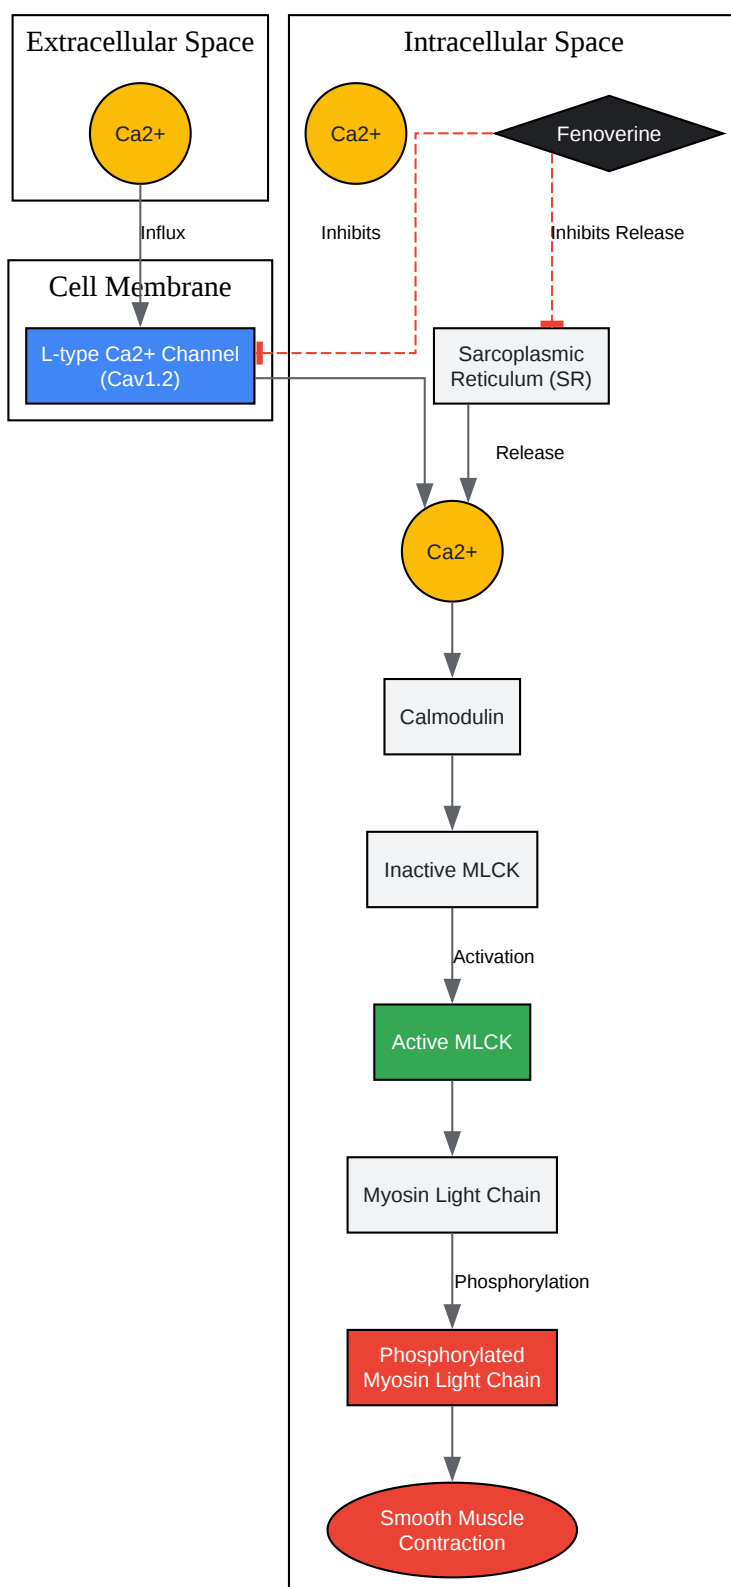 Extracellular Space
Intracellular Space
Ca2+
Ca2+
Fenoverine
Influx
Inhibits
Inhibits Release
Cell Membrane
L-type Ca2+ Channel
(Cav1.2)
Sarcoplasmic
Reticulum (SR)
Release
Ca2+
Calmodulin
Inactive MLCK
Activation
Active MLCK
Myosin Light Chain
Phosphorylation
Phosphorylated
Myosin Light Chain
Smooth Muscle
Contraction